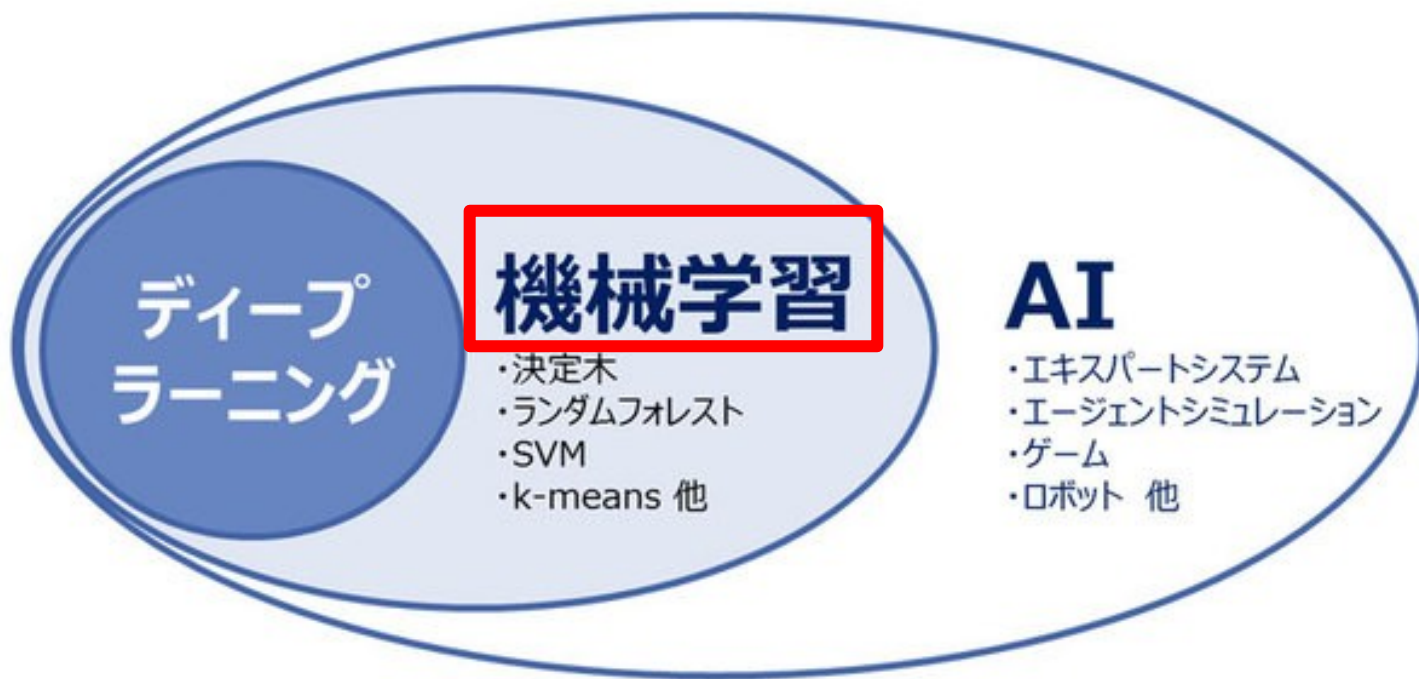 ディープ
ラーニング
機械学習
・決定木
・ランダムフォレスト
・SVM
・k-means 他
AI
・エキスパートシステム
・エージェントシミュレーション
・ゲーム
・ロボット 他